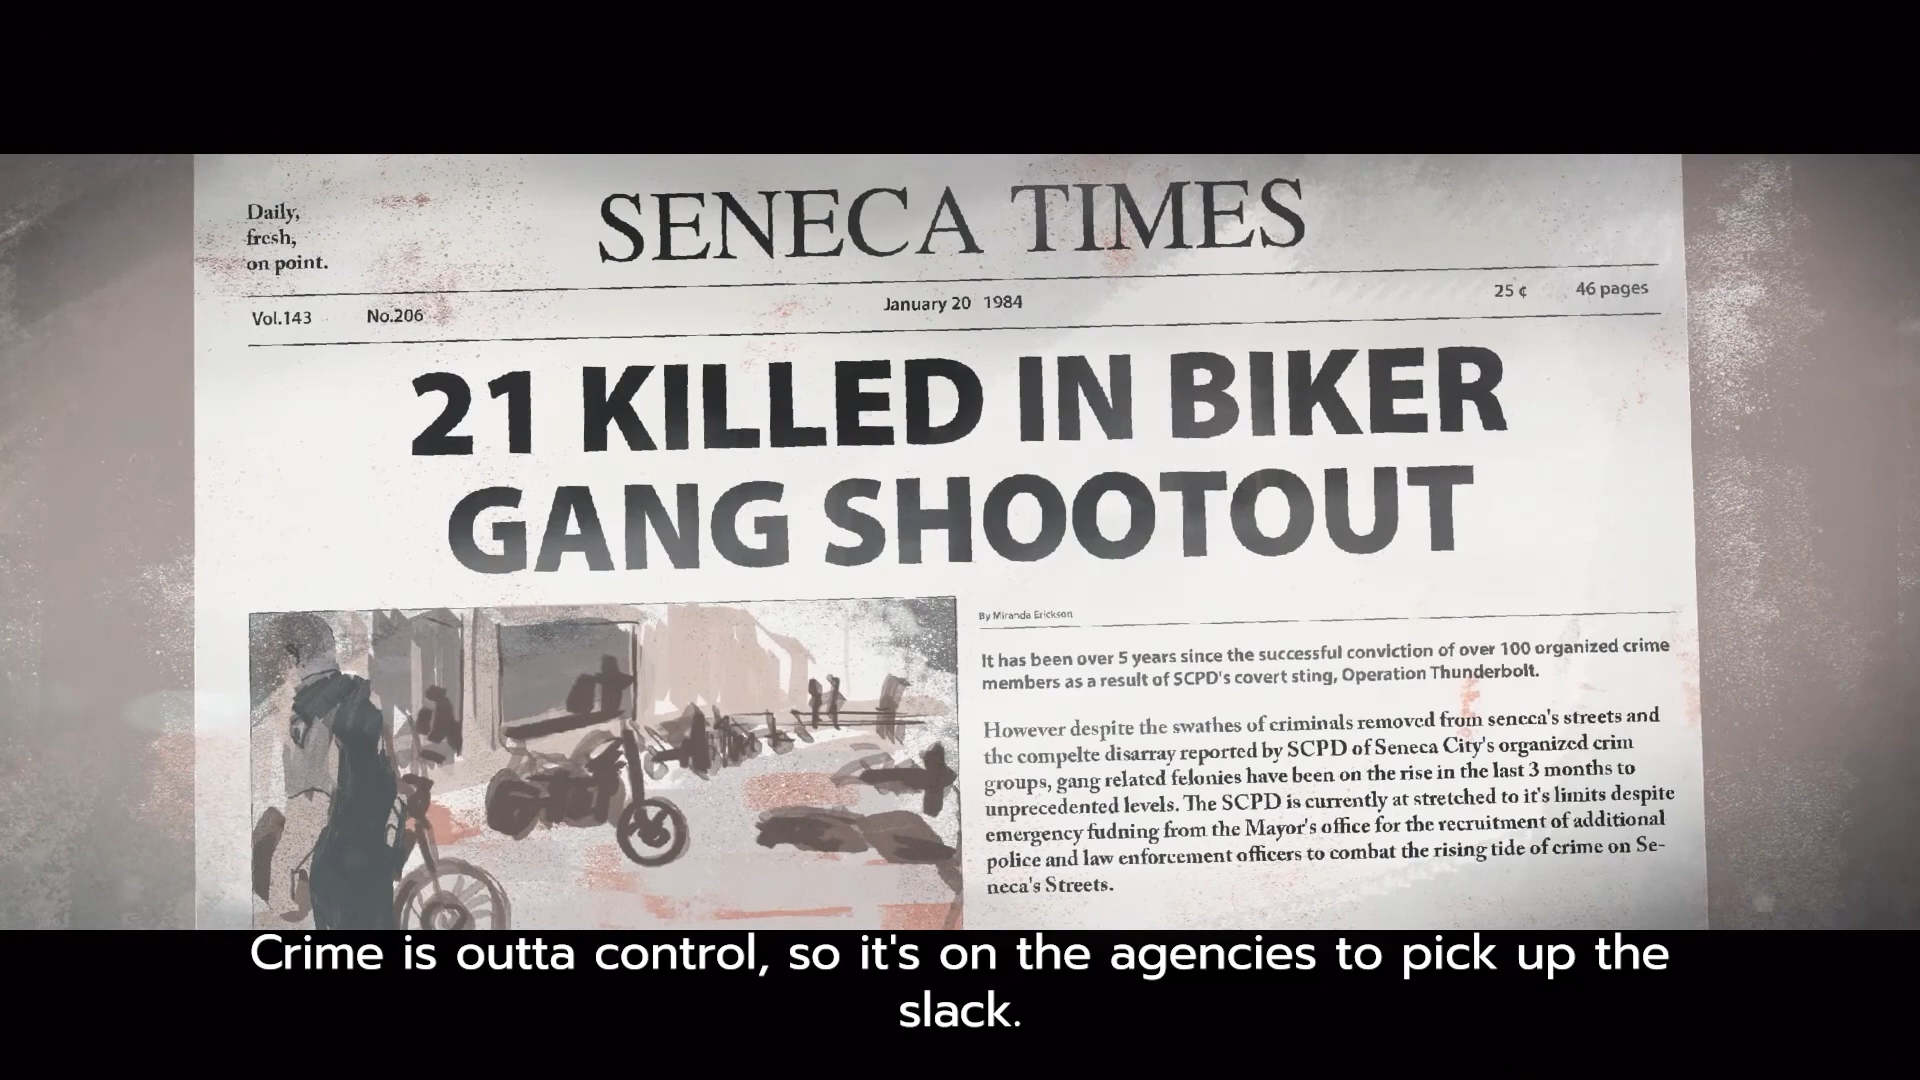 Daily,
fresh,
on point.
SENECA TIMES
Vol.143 No.206 January 20 1984 25 ¢ 46 pages
21 KILLED IN BIKER
GANG SHOOTOUT
By Miranda Erickson
It has been over 5 years since the successful conviction of over 100 organized crime
members as a result of SCPD's covert sting, Operation Thunderbolt.
However despite the swathes of criminals removed from seneca's streets and
the compelte disarray reported by SCPD of Seneca City's organized crim
groups, gang related felonies have been on the rise in the last 3 months to
unprecedented levels. The SCPD is currently at stretched to it's limits despite
emergency fudning from the Mayor's office for the recruitment of additional
police and law enforcement officers to combat the rising tide of crime on Se-
neca's Streets.
Crime is outta control, so it's on the agencies to pick up the
slack.